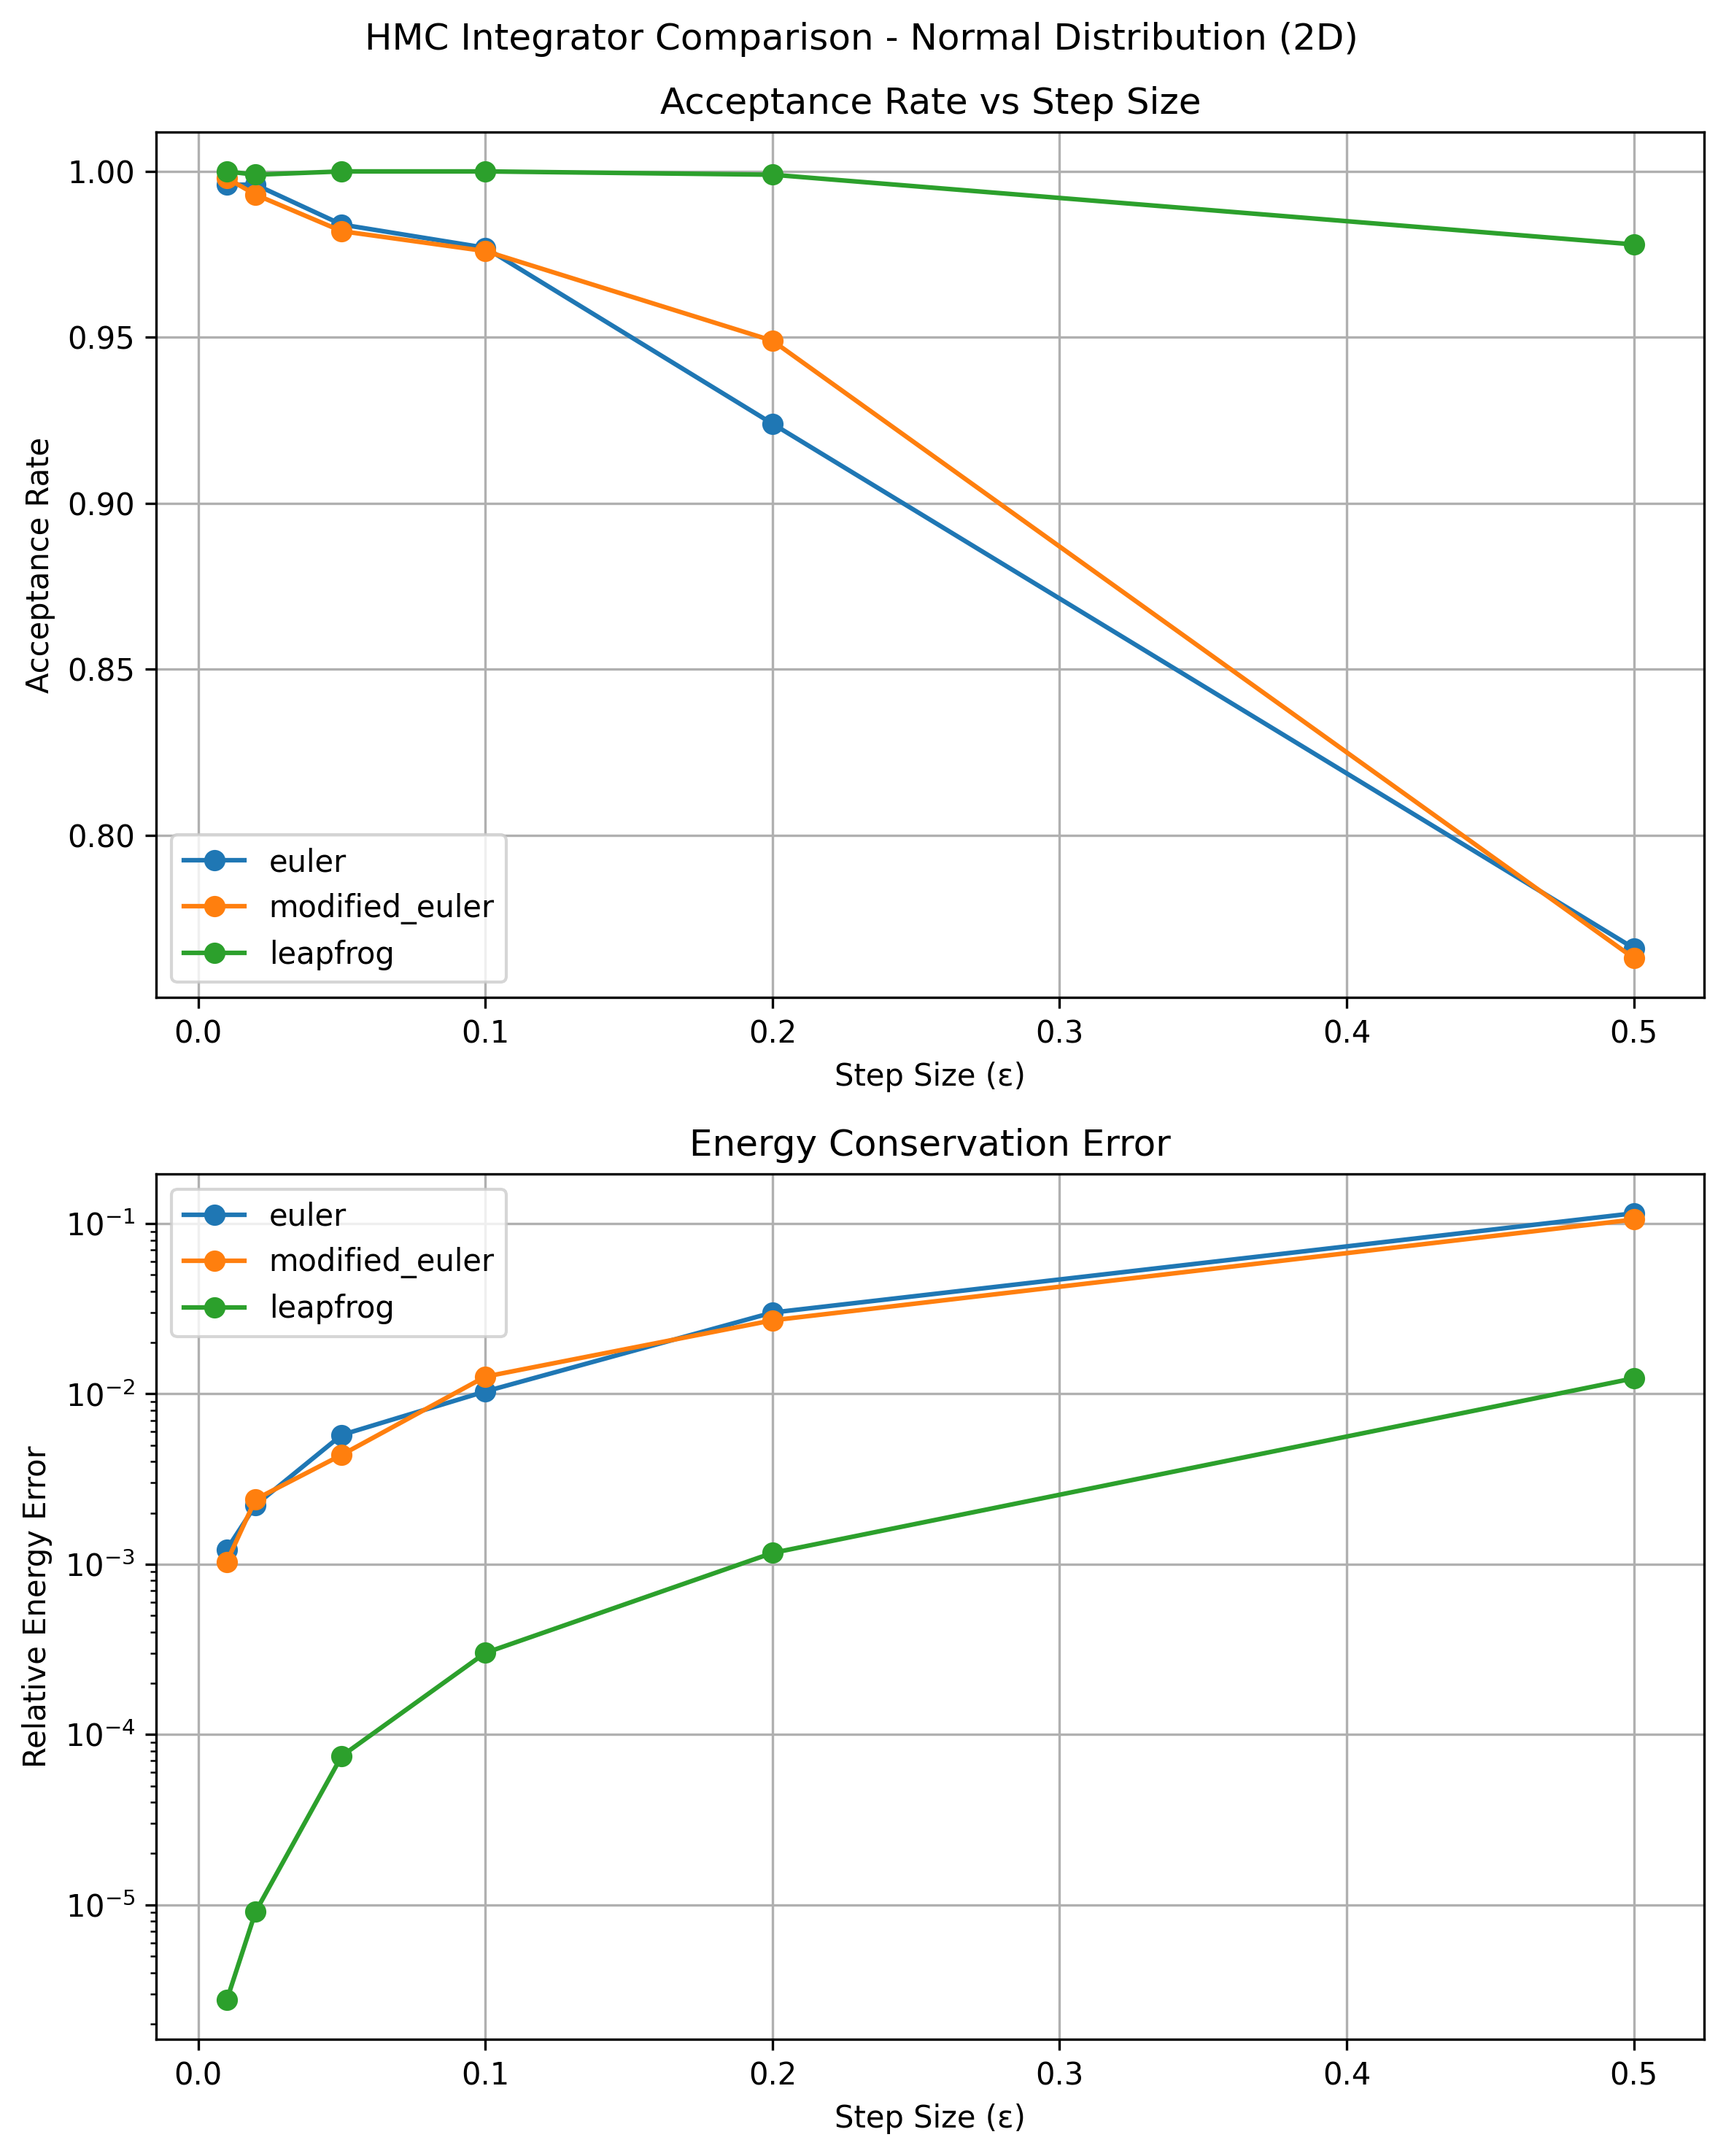 HMC Integrator Comparison - Normal Distribution (2D)
Acceptance Rate vs Step Size
Acceptance Rate
1.00
0.95
0.90
0.85
0.80
euler
modified_euler
leapfrog
0.0 0.1 0.2 0.3 0.4 0.5
Step Size (ε)
Energy Conservation Error
Relative Energy Error
10⁻¹
10⁻²
10⁻³
10⁻⁴
10⁻⁵
euler
modified_euler
leapfrog
0.0 0.1 0.2 0.3 0.4 0.5
Step Size (ε)